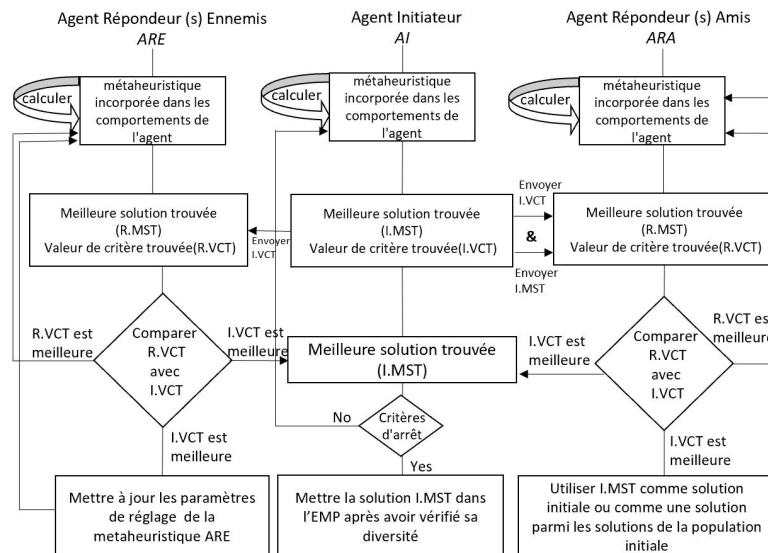 Agent Répondeur (s) Ennemis
ARE
Agent Initiateur
AI
Agent Répondeur (s) Amis
ARA
calculer
métaheuristique
incorporée dans les
comportements de
l'agent
calculer
métaheuristique
incorporée dans les
comportements de
l'agent
calculer
métaheuristique
incorporée dans les
comportements de
l'agent
Meilleure solution trouvée
(R.MST)
Valeur de critère trouvée(R.VCT)
Envoyer
I.VCT
Meilleure solution trouvée
(I.MST)
Valeur de critère trouvée(I.VCT)
Envoyer
I.VCT
&
Envoyer
I.MST
Meilleure solution trouvée
(R.MST)
Valeur de critère trouvée(R.VCT)
R.VCT est
meilleure
Comparer
R.VCT
avec
I.VCT
I.VCT est
meilleure
Meilleure solution trouvée
(I.MST)
I.VCT est
meilleure
Comparer
R.VCT
avec
I.VCT
R.VCT est
meilleure
I.VCT est
meilleure
No
Critères
d'arrêt
Yes
I.VCT est
meilleure
Mettre à jour les paramètres
de réglage de la
metaheuristique ARE
Mettre la solution I.MST dans
l'EMP après avoir vérifié sa
diversité
Utiliser I.MST comme solution
initiale ou comme une solution
parmi les solutions de la population
initiale